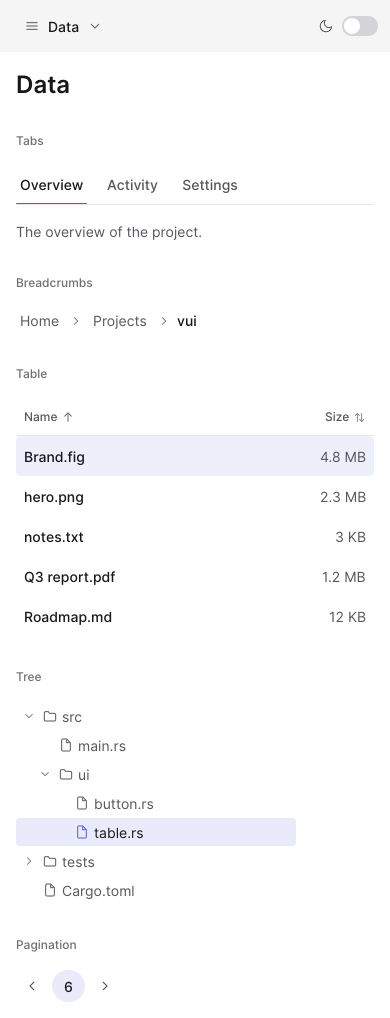 Data
Data
Tabs
Overview Activity Settings
The overview of the project.
Breadcrumbs
Home Projects vui
Table
Name Size
Brand.fig 4.8 MB
hero.png 2.3 MB
notes.txt 3 KB
Q3 report.pdf 1.2 MB
Roadmap.md 12 KB
Tree
src
main.rs
ui
button.rs
table.rs
tests
Cargo.toml
Pagination
6